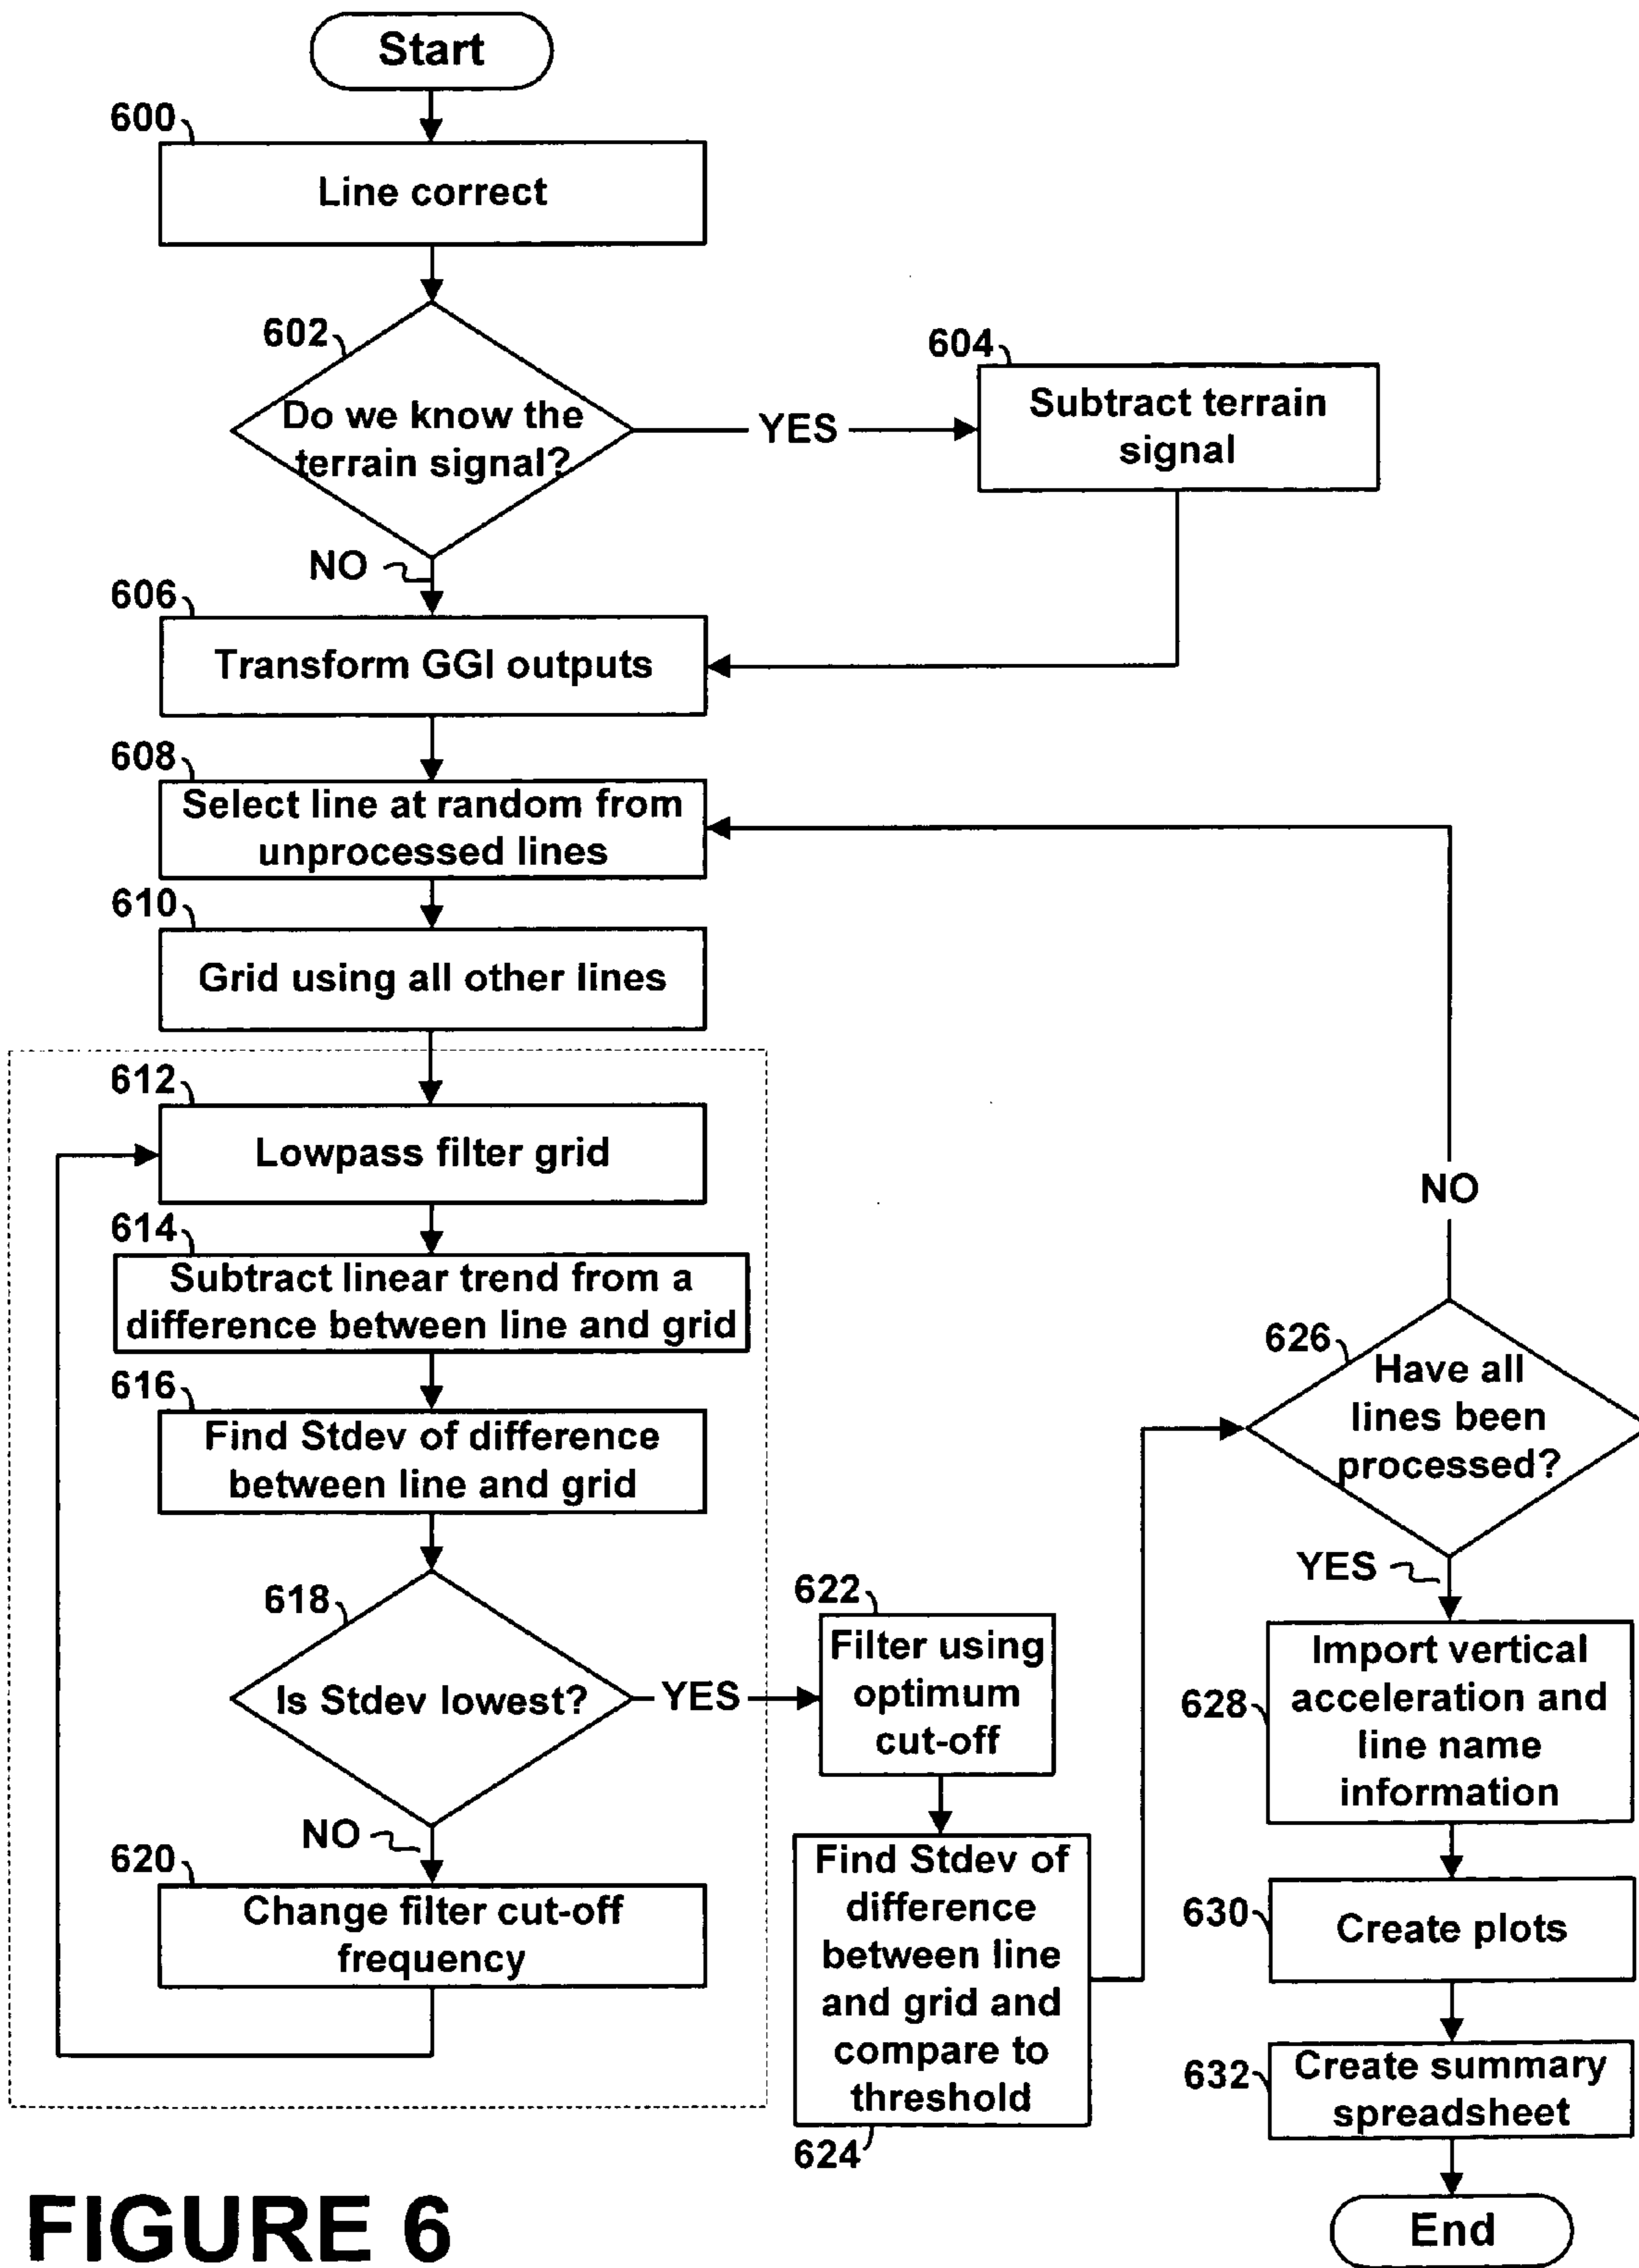 Start
600
Line correct
602
Do we know the
terrain signal?
YES
604
Subtract terrain
signal
NO
606
Transform GGI outputs
608
Select line at random from
unprocessed lines
610
Grid using all other lines
612
Lowpass filter grid
614
Subtract linear trend from a
difference between line and grid
616
Find Stdev of difference
between line and grid
618
Is Stdev lowest?
YES
NO
620
Change filter cut-off
frequency
622
Filter using
optimum
cut-off
Find Stdev of
difference
between line
and grid and
compare to
threshold
624
NO
626
Have all
lines been
processed?
YES
628
Import vertical
acceleration and
line name
information
630
Create plots
632
Create summary
spreadsheet
End
FIGURE 6